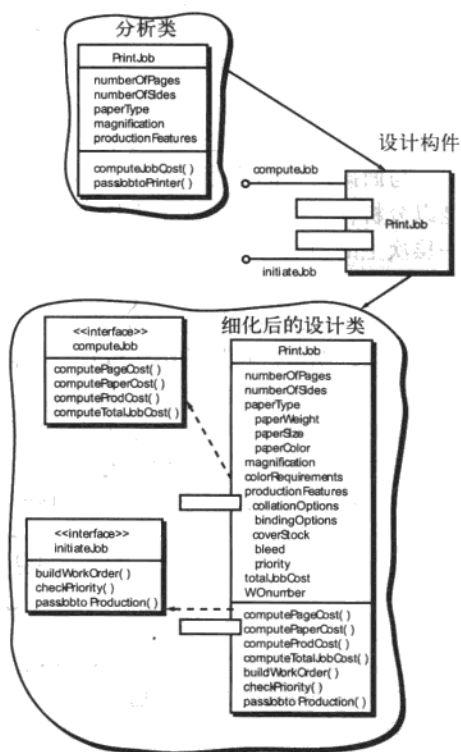 分析类
PrintJob
numberOfPages
numberOfSides
paperType
magnification
productionFeatures
computeJobCost( )
passJobtoPrinter( )
设计构件
computeJob
PrintJob
initiateJob
细化后的设计类
<<interface>>
computeJob
computePageCost( )
computePaperCost( )
computeProdCost( )
computeTotalJobCost( )
<<interface>>
initiateJob
buildWorkOrder( )
checkPriority( )
passJobto Production( )
PrintJob
numberOfPages
numberOfSides
paperType
paperWeight
paperSize
paperColor
magnification
colorRequirements
productionFeatures
collationOptions
bindingOptions
coverStock
bleed
priority
totalJobCost
WOnumber
computePageCost( )
computePaperCost( )
computeProdCost( )
computeTotalJobCost( )
buildWorkOrder( )
checkPriority( )
passJobto Production( )